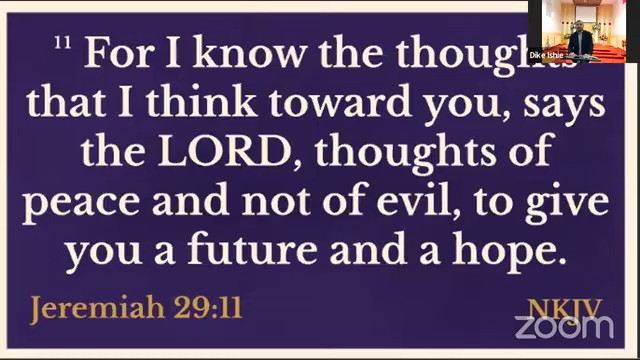 11 For I know the thoughts
that I think toward you, says
the LORD, thoughts of
peace and not of evil, to give
you a future and a hope.
Jeremiah 29:11
NKJV
zoom
Dike Ishie